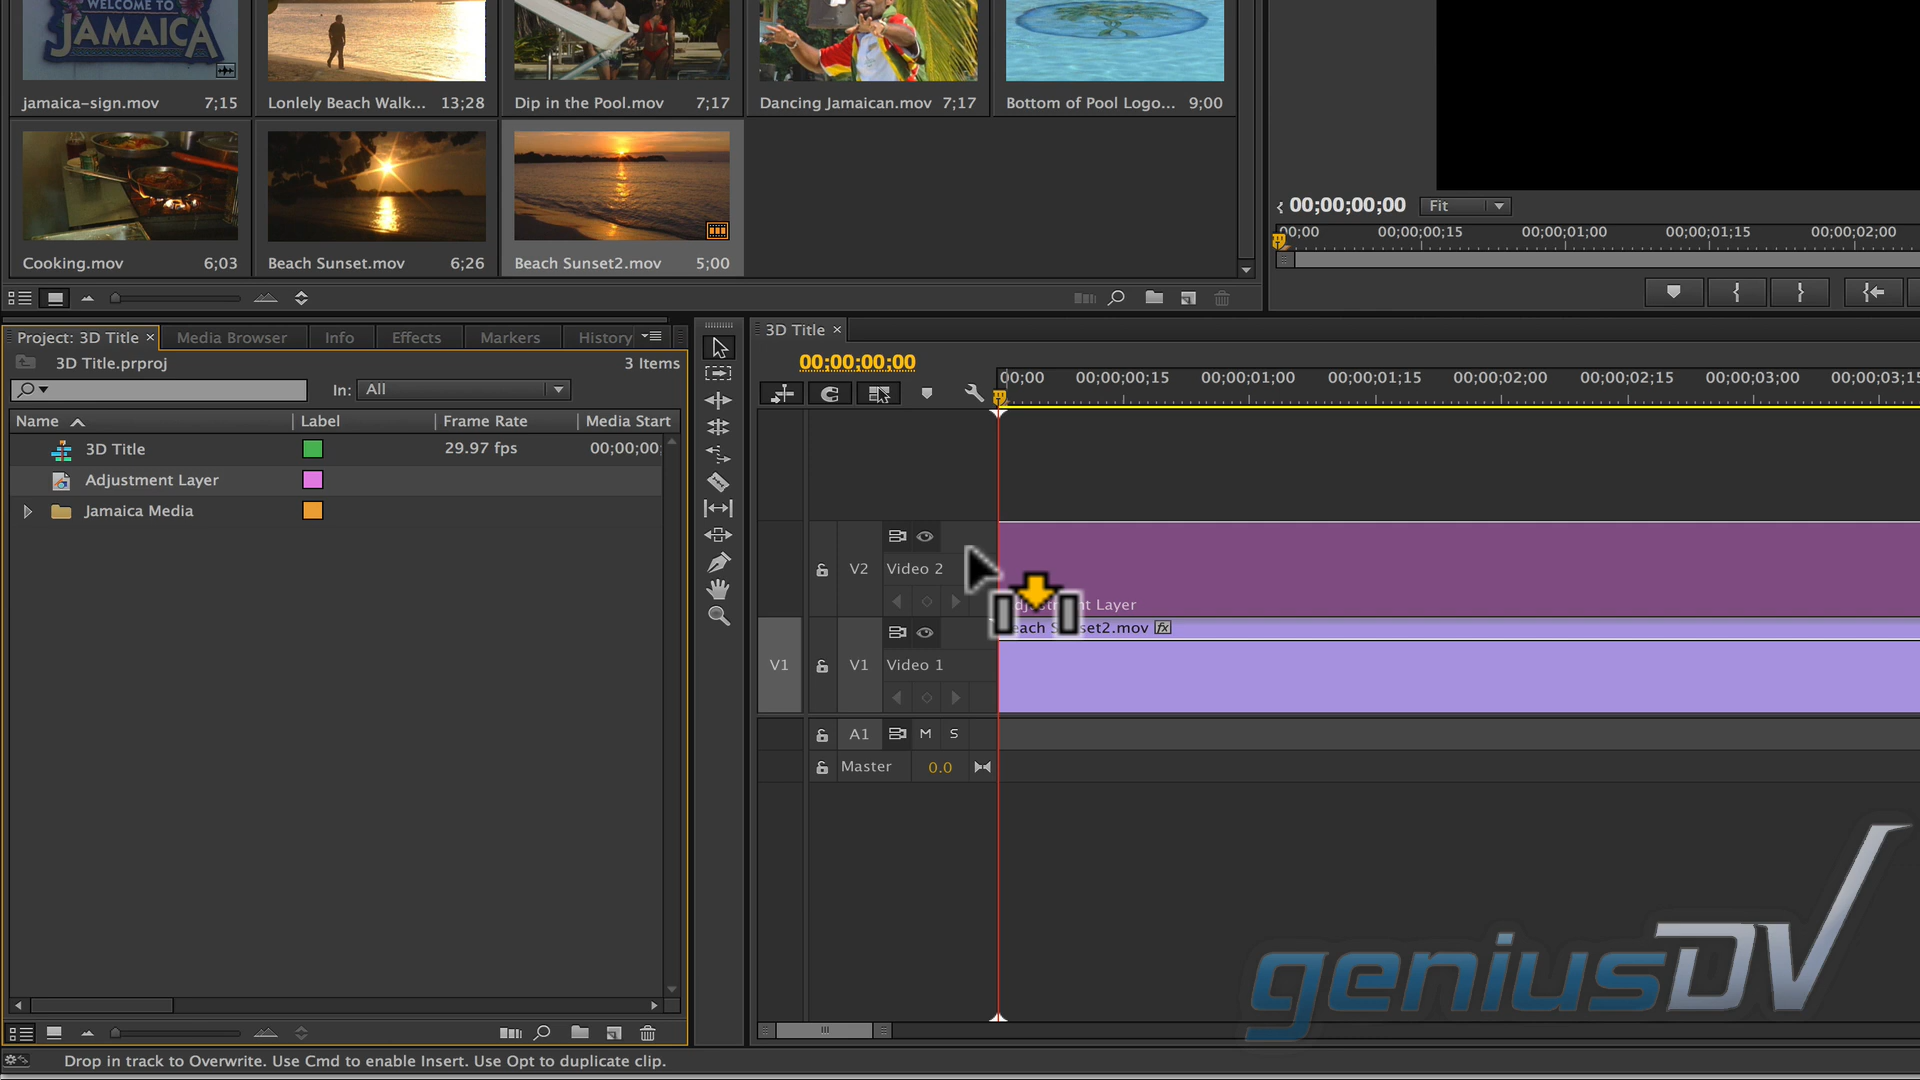 WELCOME TO
JAMAICA
jamaica-sign.mov 7;15
Lonlely Beach Walk... 13;28
Dip in the Pool.mov 7;17
Dancing Jamaican.mov 7;17
Bottom of Pool Logo... 9;00
Cooking.mov 6;03
Beach Sunset.mov 6;26
Beach Sunset2.mov 5;00
00;00;00;00 Fit
00;00 00;00;00;15 00;00;01;00 00;00;01;15 00;00;02;00
Project: 3D Title × Media Browser Info Effects Markers History
3D Title.prproj 3 Items
In: All
Name Label Frame Rate Media Start
3D Title 29.97 fps 00;00;00;
Adjustment Layer
Jamaica Media
3D Title ×
00;00;00;00
00;00 00;00;00;15 00;00;01;00 00;00;01;15 00;00;02;00 00;00;02;15 00;00;03;00 00;00;03;15
V2 Video 2
Layer
fx
V1 V1 Video 1
A1 M S
Master 0.0
geniusDV
Drop in track to Overwrite. Use Cmd to enable Insert. Use Opt to duplicate clip.